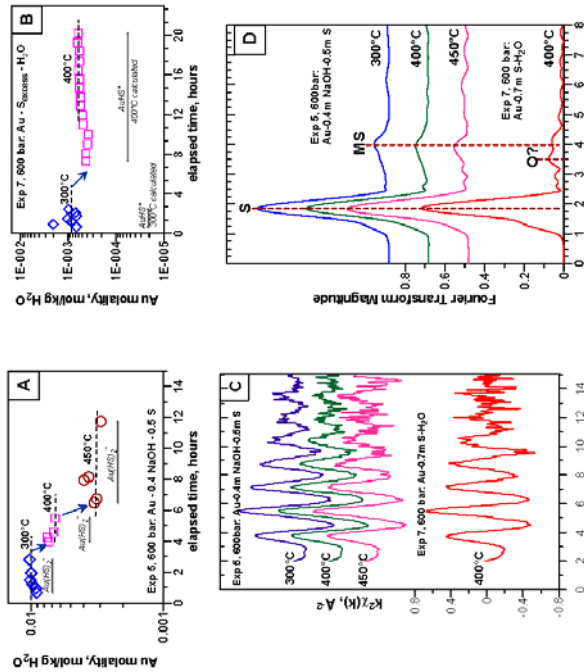 A
0.01
0.001
Au molality, mol/kg H2O
300°C
400°C
450°C
Au(HS)2-
Au(HS)2-
Au(HS)2-
Exp 5, 600 bar: Au - 0.4 NaOH - 0.5 S
0 2 4 6 8 10 12 14
elapsed time, hours
B
Exp 7, 600 bar: Au - Sexcess - H2O
1E-002
1E-003
1E-004
1E-005
Au molality, mol/kg H2O
300°C
400°C
AuHS°
300°C calculated
AuHS°
400°C calculated
0 4 8 12 16 20
elapsed time, hours
C
Exp 5, 600bar: Au-0.4m NaOH-0.5m S
300°C
400°C
450°C
Exp 7, 600 bar: Au-0.7m S-H2O
400°C
k2χ(k), A-2
0.4
0
-0.4
-0.8
0 2 4 6 8 10 12 14
D
S
MS
Exp 5, 600bar:
Au-0.4m NaOH-0.5m S
300°C
400°C
450°C
Exp 7, 600 bar:
Au-0.7m S-H2O
O?
400°C
Fourier Transform Magnitude
0.8
0.6
0.4
0.2
0
0 1 2 3 4 5 6 7 8